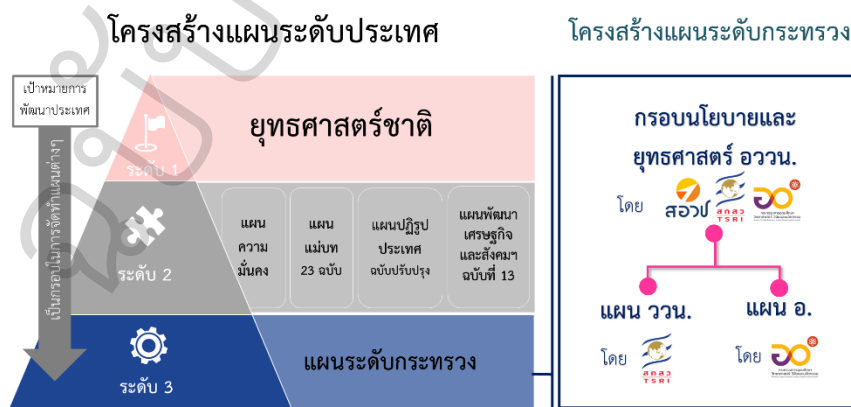 โครงสร้างแผนระดับประเทศ
โครงสร้างแผนระดับกระทรวง
เป้าหมายการ
พัฒนาประเทศ
เป็นกรอบในการจัดทำแผนต่างๆ
ระดับ 1
ยุทธศาสตร์ชาติ
ระดับ 2
แผน
ความ
มั่นคง
แผน
แม่บท
23 ฉบับ
แผนปฏิรูป
ประเทศ
ฉบับปรับปรุง
แผนพัฒนา
เศรษฐกิจ
และสังคมฯ
ฉบับที่ 13
ระดับ 3
แผนระดับกระทรวง
กรอบนโยบายและ
ยุทธศาสตร์ อววน.
โดย
สอวช
สกสว
TSRI
แผน ววน.
โดย
สกสว
TSRI
แผน อ.
โดย